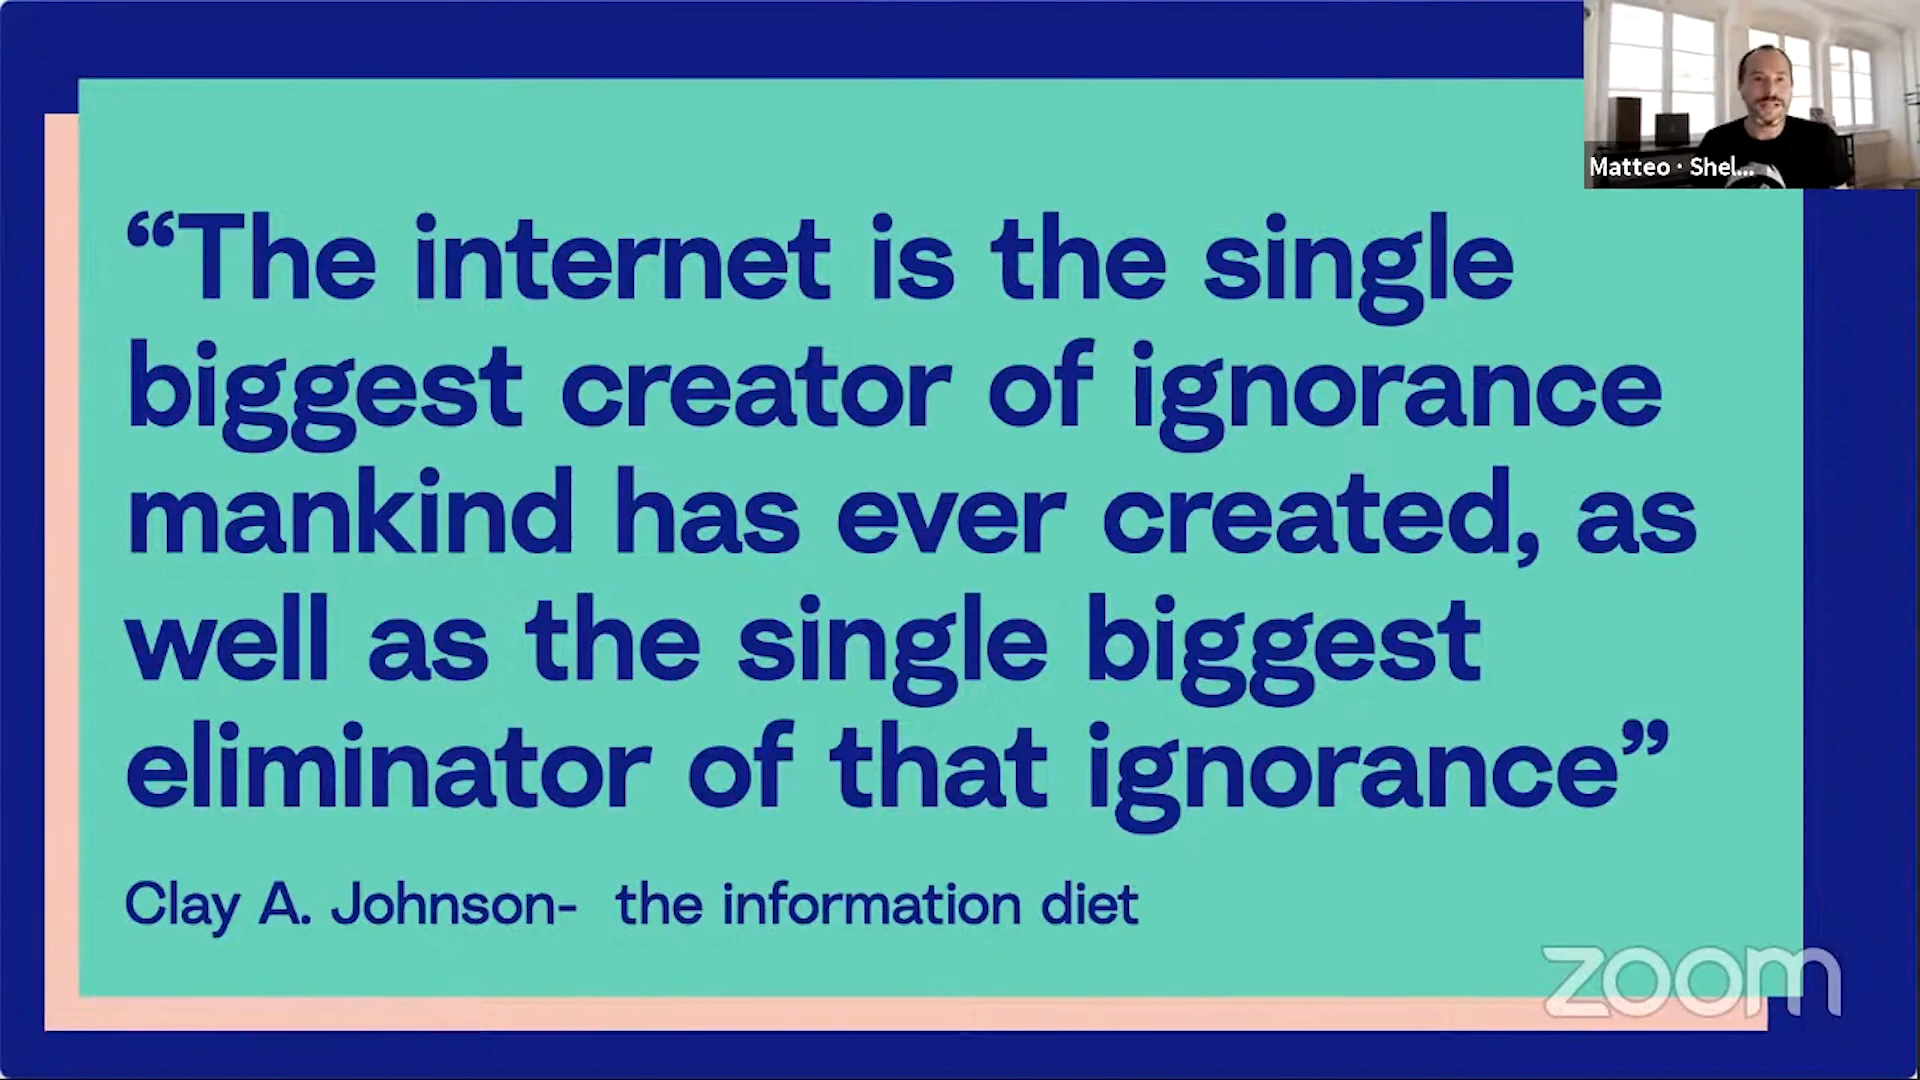 Matteo • Shel...
“The internet is the single
biggest creator of ignorance
mankind has ever created, as
well as the single biggest
eliminator of that ignorance”
Clay A. Johnson-  the information diet
zoom